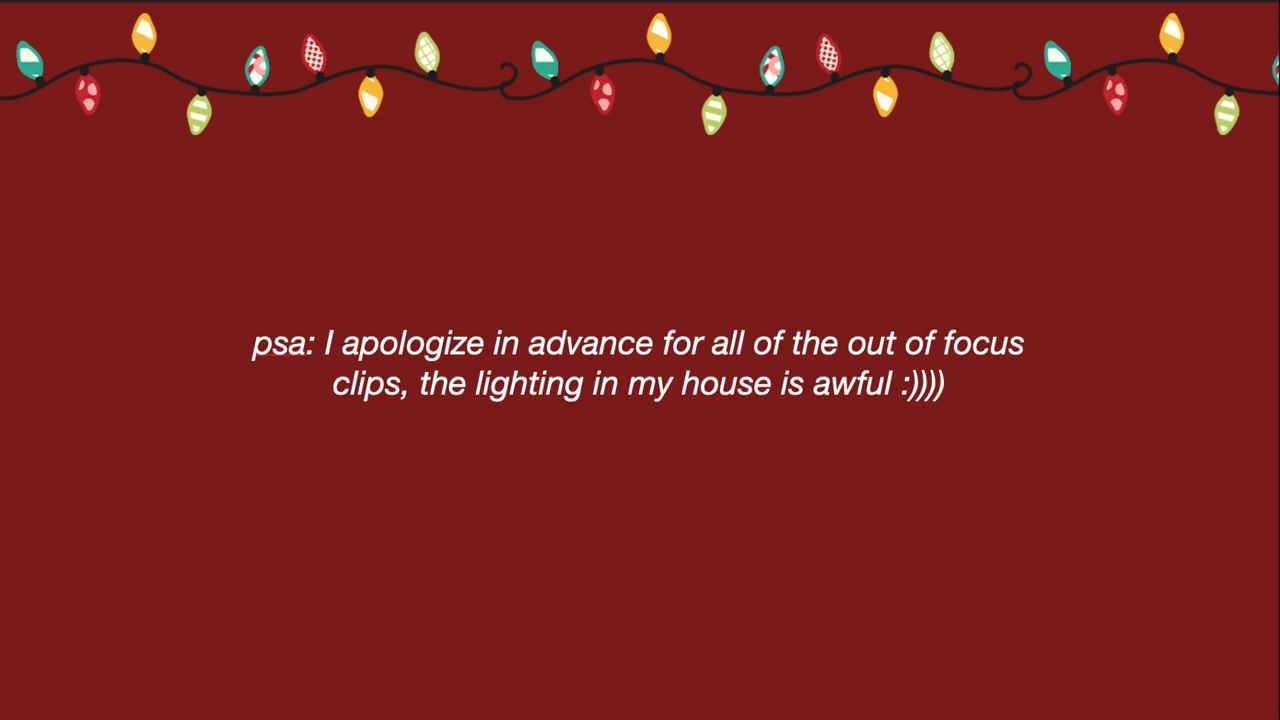 psa: I apologize in advance for all of the out of focus
clips, the lighting in my house is awful :))))